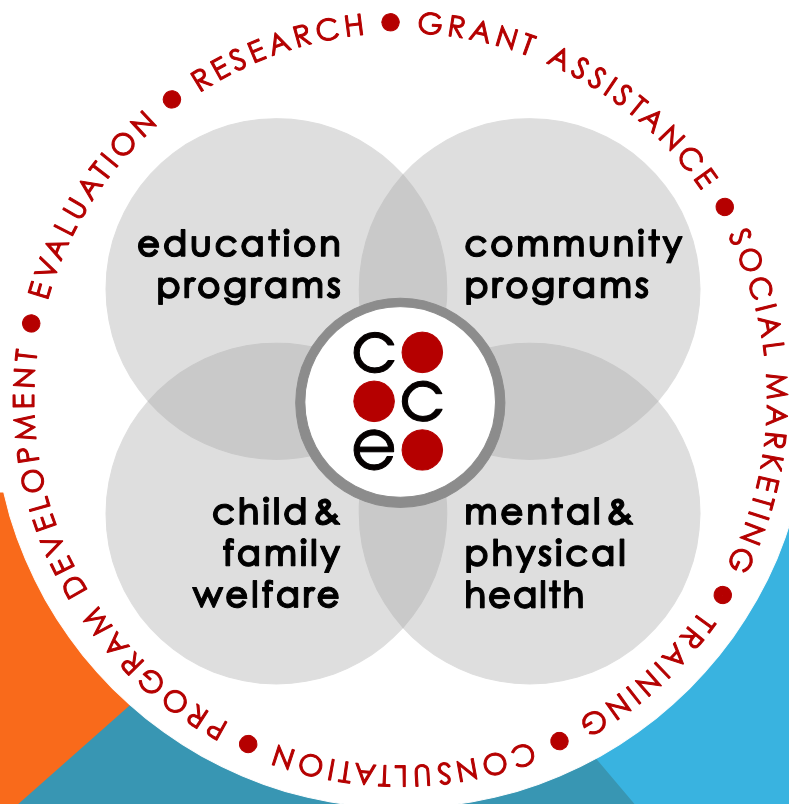 RESEARCH • GRANT ASSISTANCE • SOCIAL MARKETING • TRAINING • CONSULTATION • PROGRAM DEVELOPMENT • EVALUATION •
education
programs
community
programs
c
c
e
child &
family
welfare
mental &
physical
health